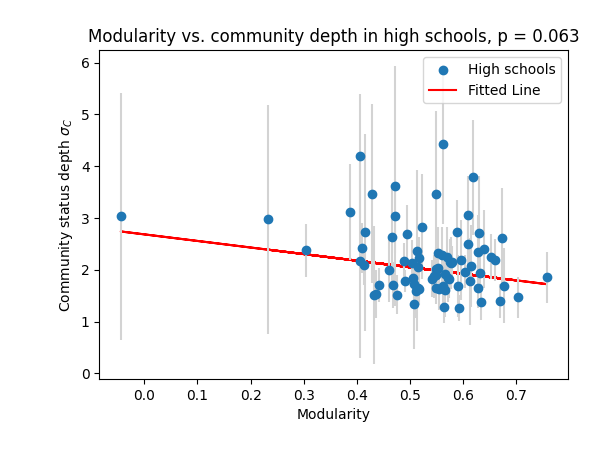 Modularity vs. community depth in high schools, p = 0.063
High schools
Fitted Line
Community status depth σ_C
6
5
4
3
2
1
0
0.0 0.1 0.2 0.3 0.4 0.5 0.6 0.7
Modularity